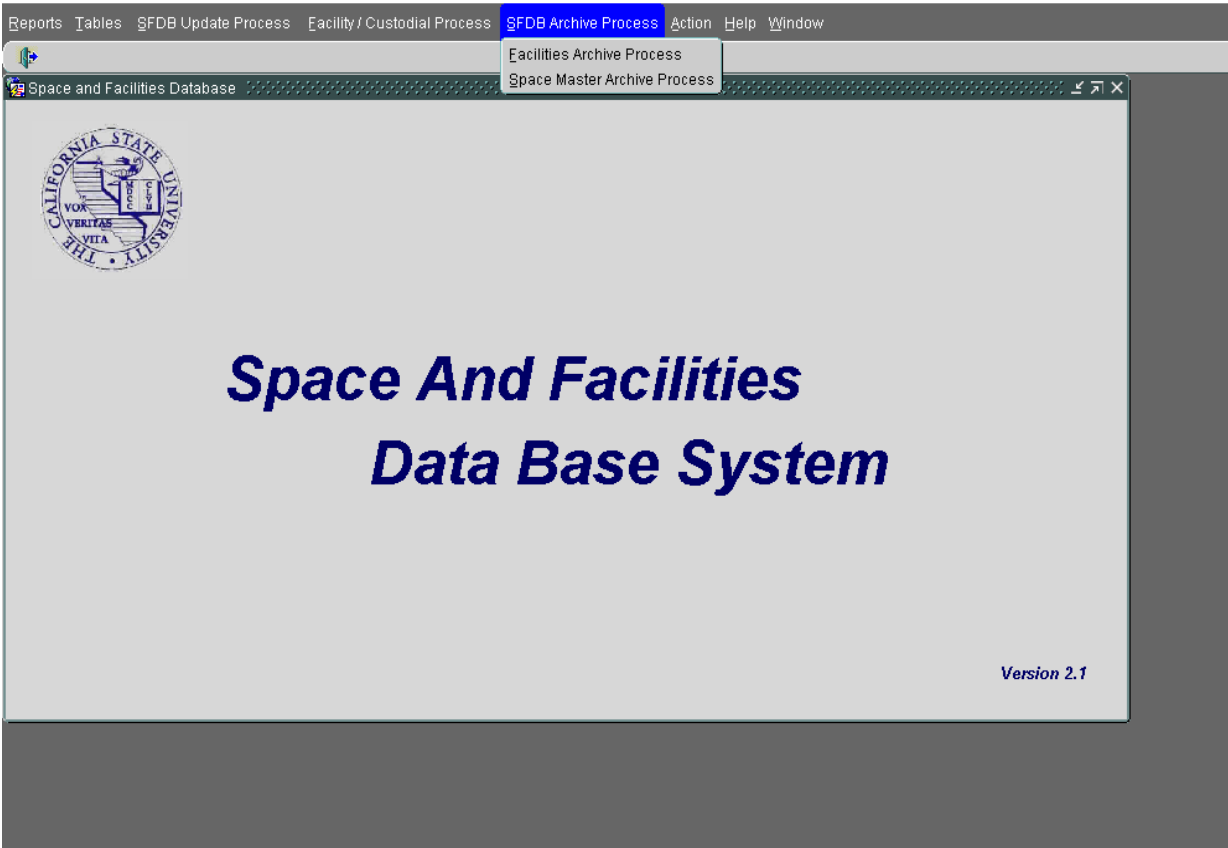 Reports Tables SFDB Update Process Facility / Custodial Process SFDB Archive Process Action Help Window
Facilities Archive Process
Space Master Archive Process
Space and Facilities Database
THE CALIFORNIA STATE UNIVERSITY
VOX
VERITAS
VITA
Space And Facilities
Data Base System
Version 2.1